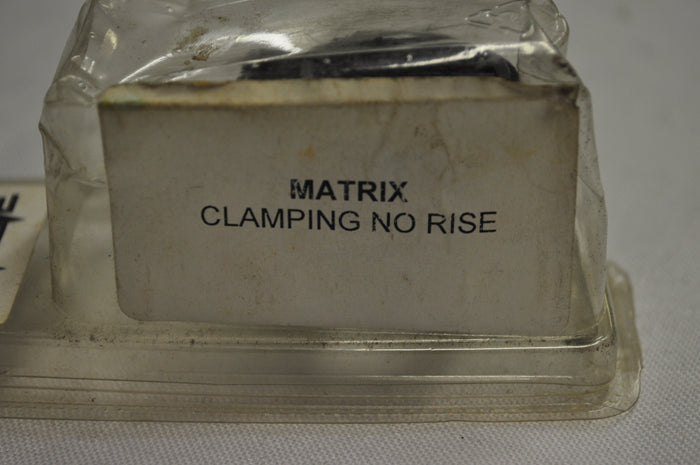 MATRIX
CLAMPING NO RISE